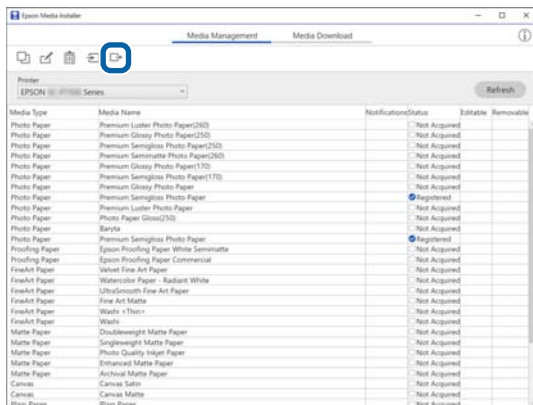 Epson Media Installer
Media Management Media Download
Printer
EPSON Series
Refresh
Media Type Media Name Notifications Status Editable Removable
Photo Paper Premium Luster Photo Paper(260) Not Acquired
Photo Paper Premium Glossy Photo Paper(250) Not Acquired
Photo Paper Premium Semigloss Photo Paper(250) Not Acquired
Photo Paper Premium Semimatte Photo Paper(260) Not Acquired
Photo Paper Premium Glossy Photo Paper(170) Not Acquired
Photo Paper Premium Semigloss Photo Paper(170) Not Acquired
Photo Paper Premium Glossy Photo Paper Not Acquired
Photo Paper Premium Semigloss Photo Paper Registered
Photo Paper Premium Luster Photo Paper Not Acquired
Photo Paper Photo Paper Gloss(250) Not Acquired
Photo Paper Baryta Not Acquired
Photo Paper Premium Semigloss Photo Paper Registered
Proofing Paper Epson Proofing Paper White Semimatte Not Acquired
Proofing Paper Epson Proofing Paper Commercial Not Acquired
FineArt Paper Velvet Fine Art Paper Not Acquired
FineArt Paper Watercolor Paper - Radiant White Not Acquired
FineArt Paper UltraSmooth Fine Art Paper Not Acquired
FineArt Paper Fine Art Matte Not Acquired
FineArt Paper Washi <Thin> Not Acquired
FineArt Paper Washi Not Acquired
Matte Paper Doubleweight Matte Paper Not Acquired
Matte Paper Singleweight Matte Paper Not Acquired
Matte Paper Photo Quality Inkjet Paper Not Acquired
Matte Paper Enhanced Matte Paper Not Acquired
Matte Paper Archival Matte Paper Not Acquired
Canvas Canvas Satin Not Acquired
Canvas Canvas Matte Not Acquired
Plain Paper Plain Paper Not Acquired